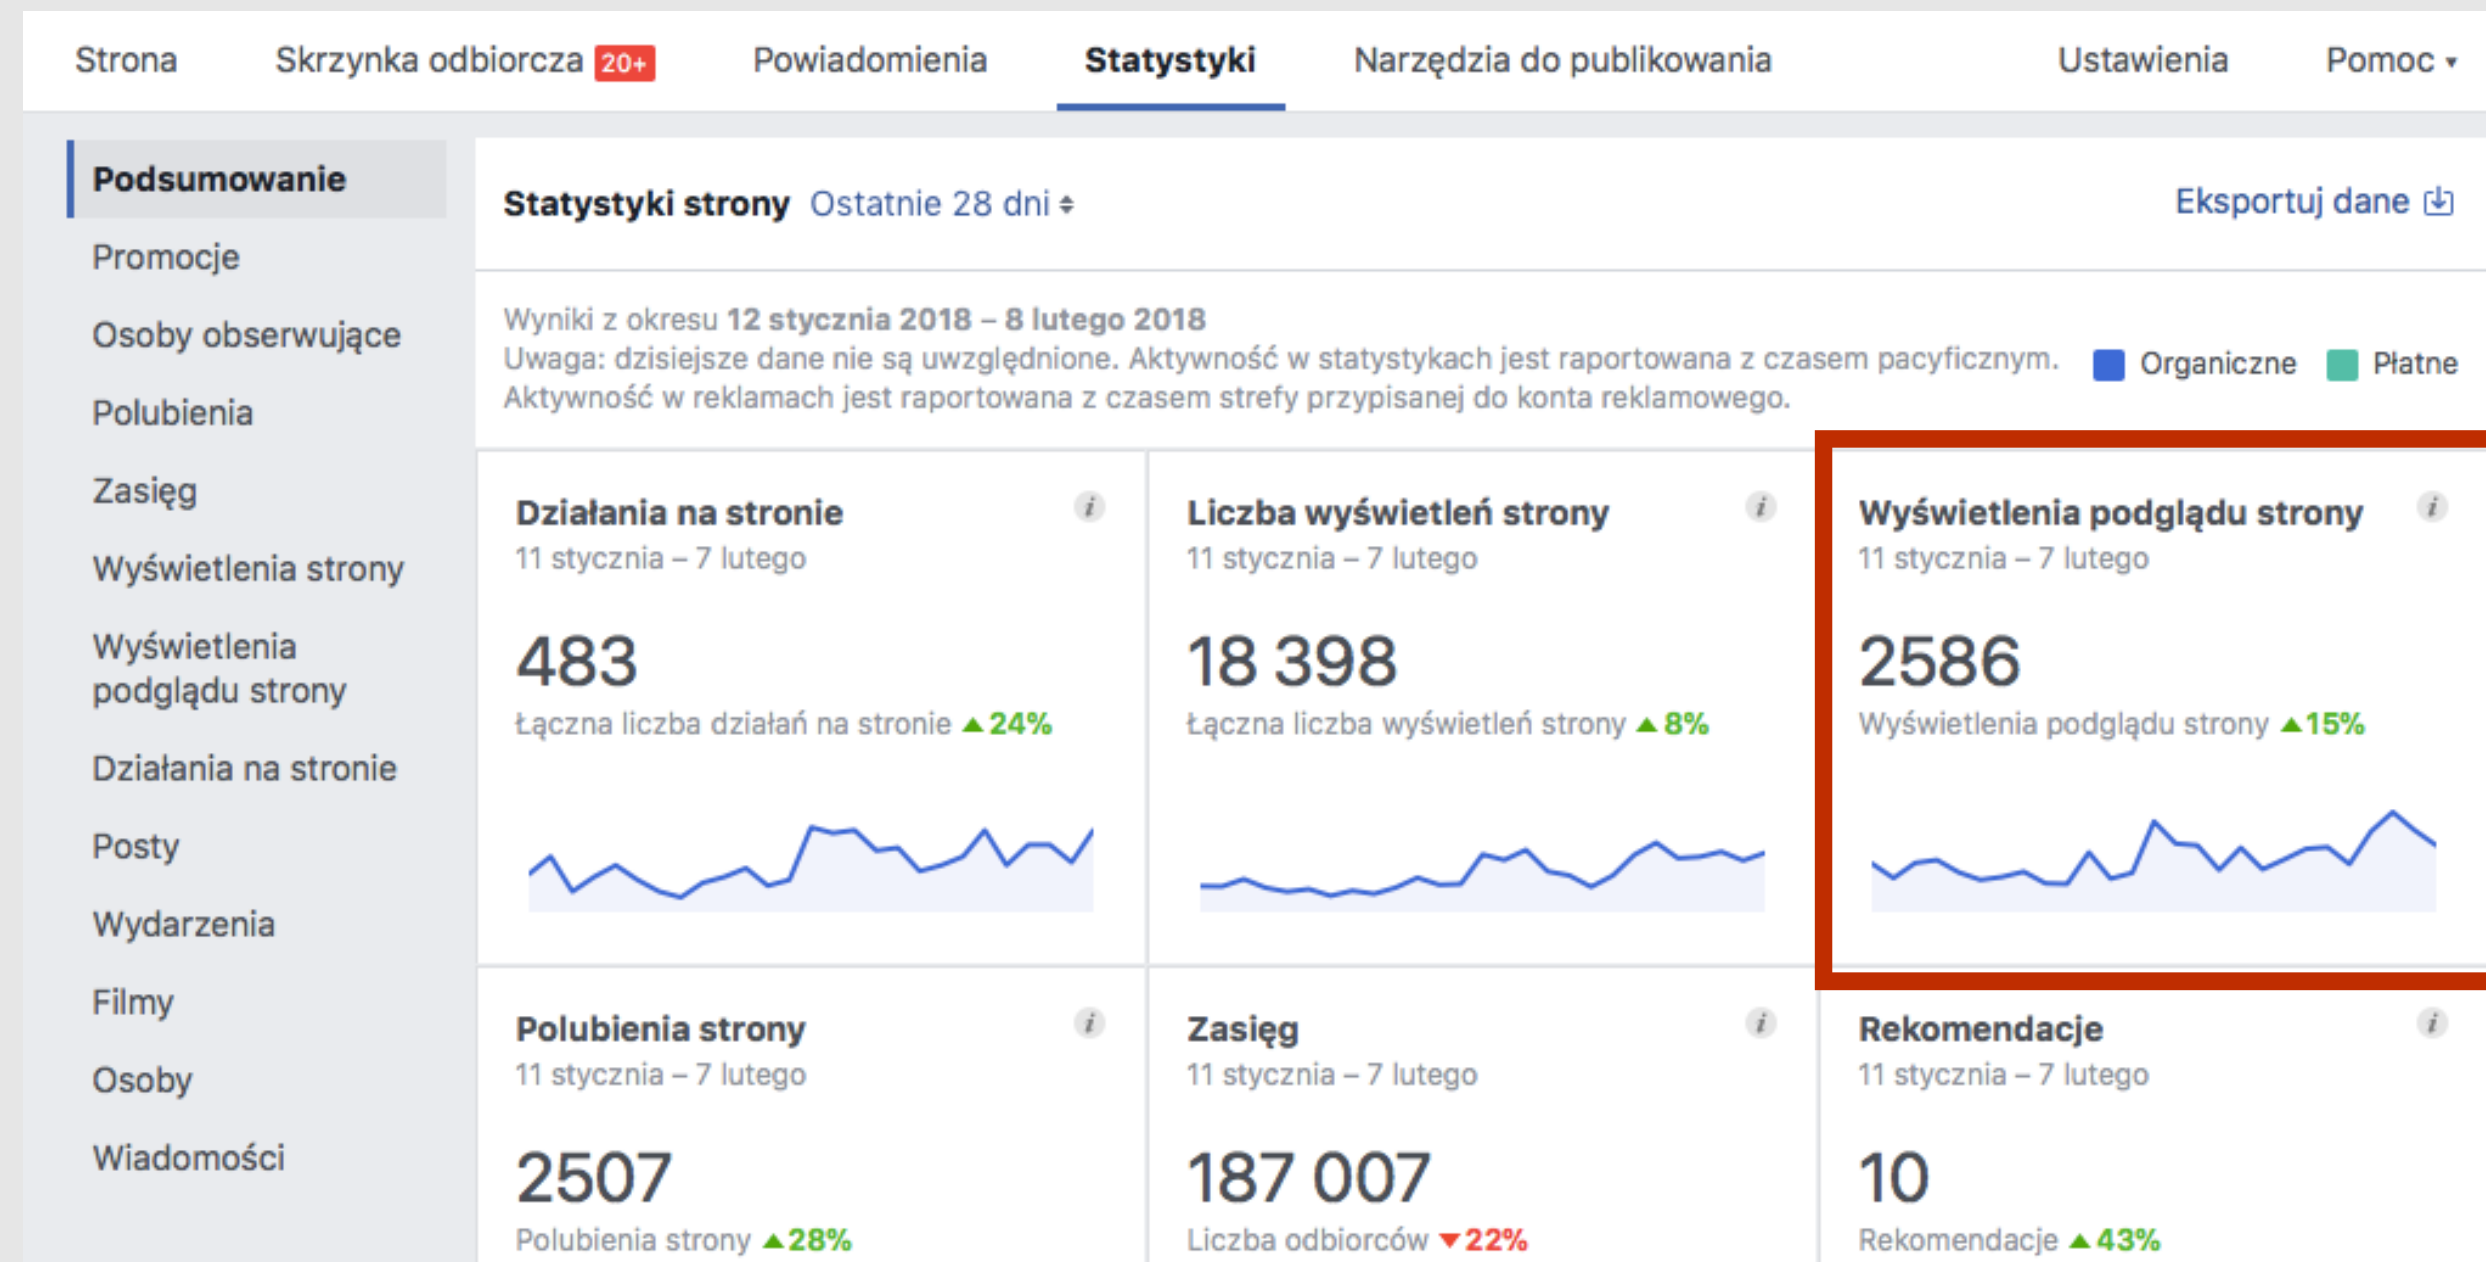 Strona Skrzynka odbiorcza 20+ Powiadomienia Statystyki Narzędzia do publikowania Ustawienia Pomoc
Podsumowanie
Promocje
Osoby obserwujące
Polubienia
Zasięg
Wyświetlenia strony
Wyświetlenia
podglądu strony
Działania na stronie
Posty
Wydarzenia
Filmy
Osoby
Wiadomości
Statystyki strony Ostatnie 28 dni Eksportuj dane
Wyniki z okresu 12 stycznia 2018 – 8 lutego 2018
Uwaga: dzisiejsze dane nie są uwzględnione. Aktywność w statystykach jest raportowana z czasem pacyficznym.
Aktywność w reklamach jest raportowana z czasem strefy przypisanej do konta reklamowego.
Organiczne Płatne
Działania na stronie i
11 stycznia – 7 lutego
483
Łączna liczba działań na stronie ▲24%
Liczba wyświetleń strony i
11 stycznia – 7 lutego
18 398
Łączna liczba wyświetleń strony ▲8%
Wyświetlenia podglądu strony i
11 stycznia – 7 lutego
2586
Wyświetlenia podglądu strony ▲15%
Polubienia strony i
11 stycznia – 7 lutego
2507
Polubienia strony ▲28%
Zasięg i
11 stycznia – 7 lutego
187 007
Liczba odbiorców ▼22%
Rekomendacje i
11 stycznia – 7 lutego
10
Rekomendacje ▲43%